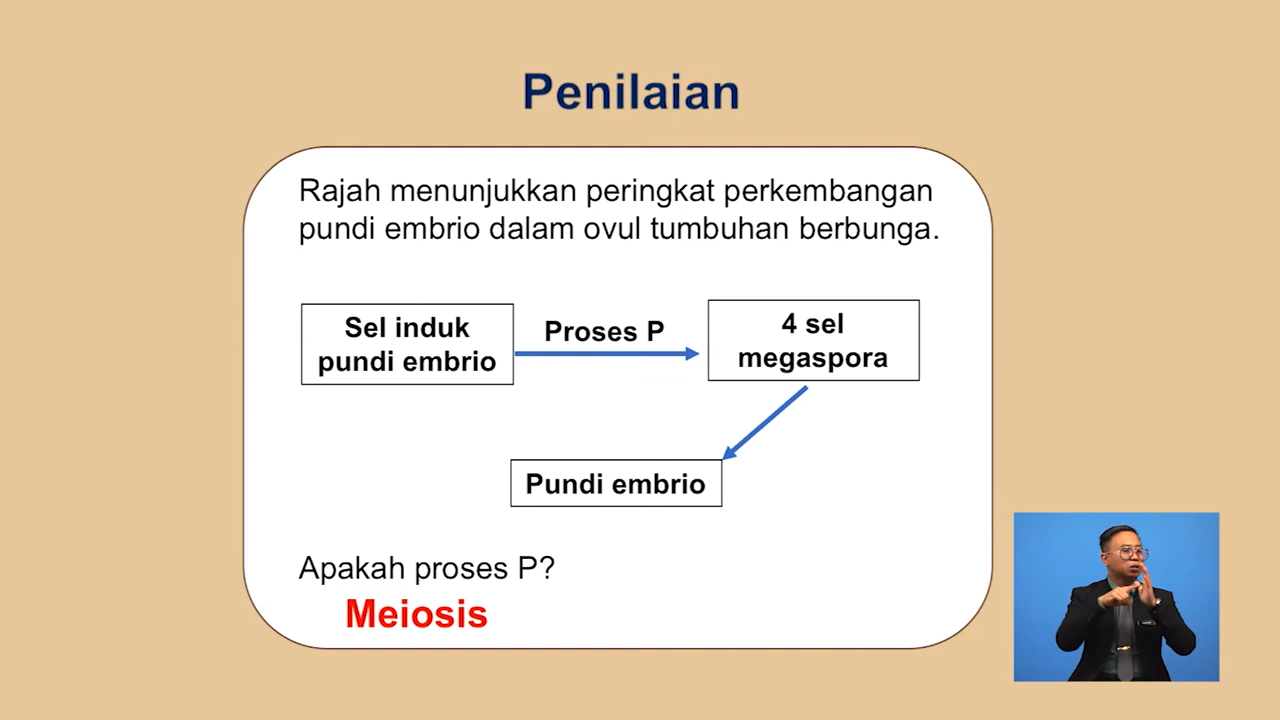 Penilaian
Rajah menunjukkan peringkat perkembangan
pundi embrio dalam ovul tumbuhan berbunga.
Sel induk
pundi embrio
Proses P
4 sel
megaspora
Pundi embrio
Apakah proses P?
Meiosis